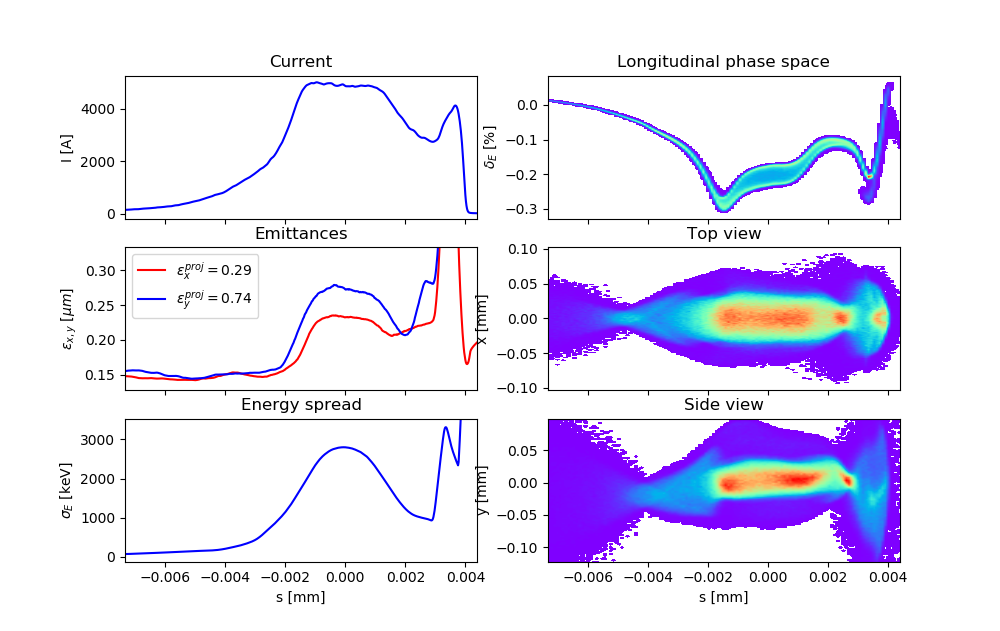 Current
I [A]
4000
2000
0
Longitudinal phase space
δ_E [%]
0.0
−0.1
−0.2
−0.3
Emittances
ε_{x,y} [μm]
0.30
0.25
0.20
0.15
ε_x^{proj} = 0.29
ε_y^{proj} = 0.74
Top view
x [mm]
0.10
0.05
0.00
−0.05
−0.10
Energy spread
σ_E [keV]
3000
2000
1000
0
−0.006 −0.004 −0.002 0.000 0.002 0.004
s [mm]
Side view
y [mm]
0.05
0.00
−0.05
−0.10
−0.006 −0.004 −0.002 0.000 0.002 0.004
s [mm]